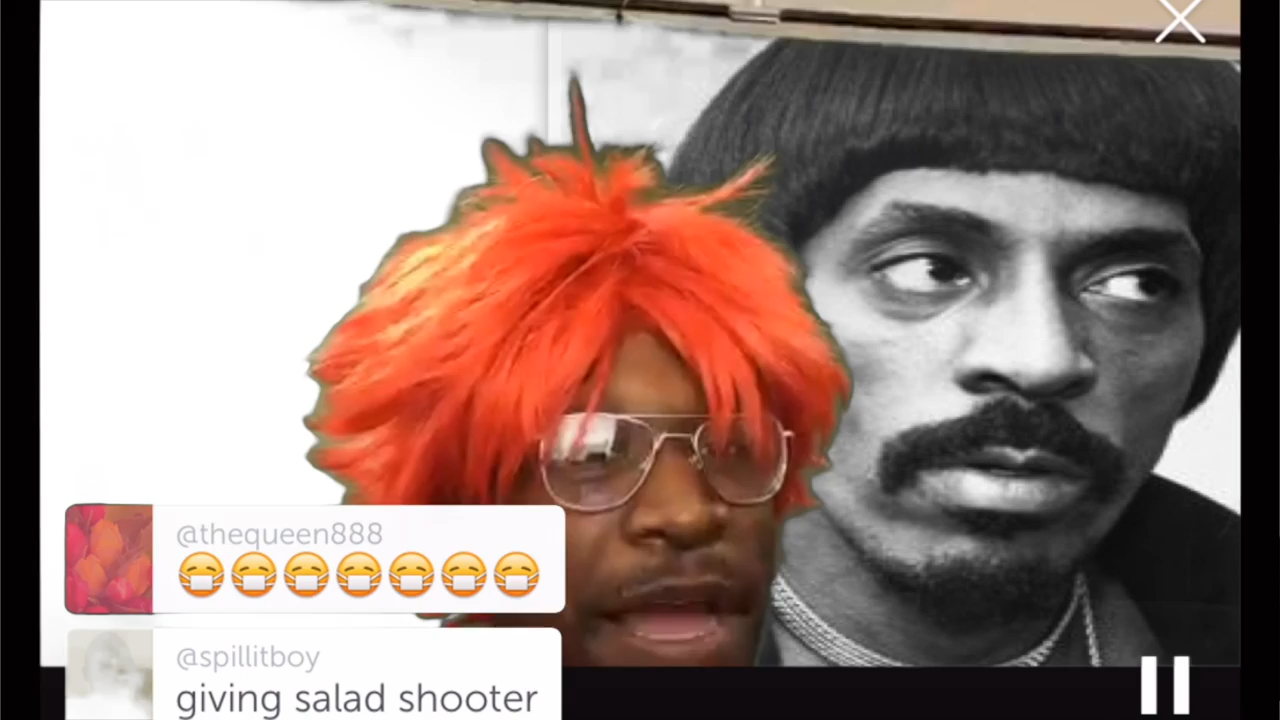 @thequeen888
😷😷😷😷😷😷😷
@spillitboy
giving salad shooter